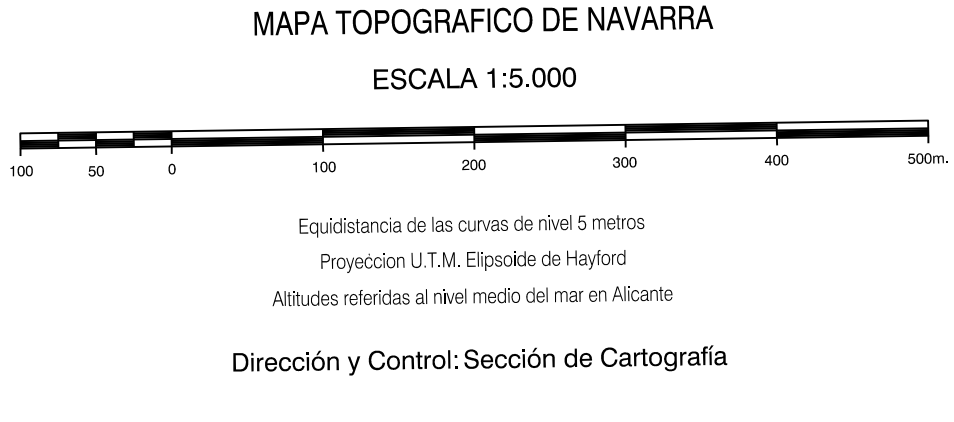 MAPA TOPOGRAFICO DE NAVARRA
ESCALA 1:5.000
100 50 0 100 200 300 400 500m.
Equidistancia de las curvas de nivel 5 metros
Proyección U.T.M. Elipsoide de Hayford
Altitudes referidas al nivel medio del mar en Alicante
Dirección y Control: Sección de Cartografía